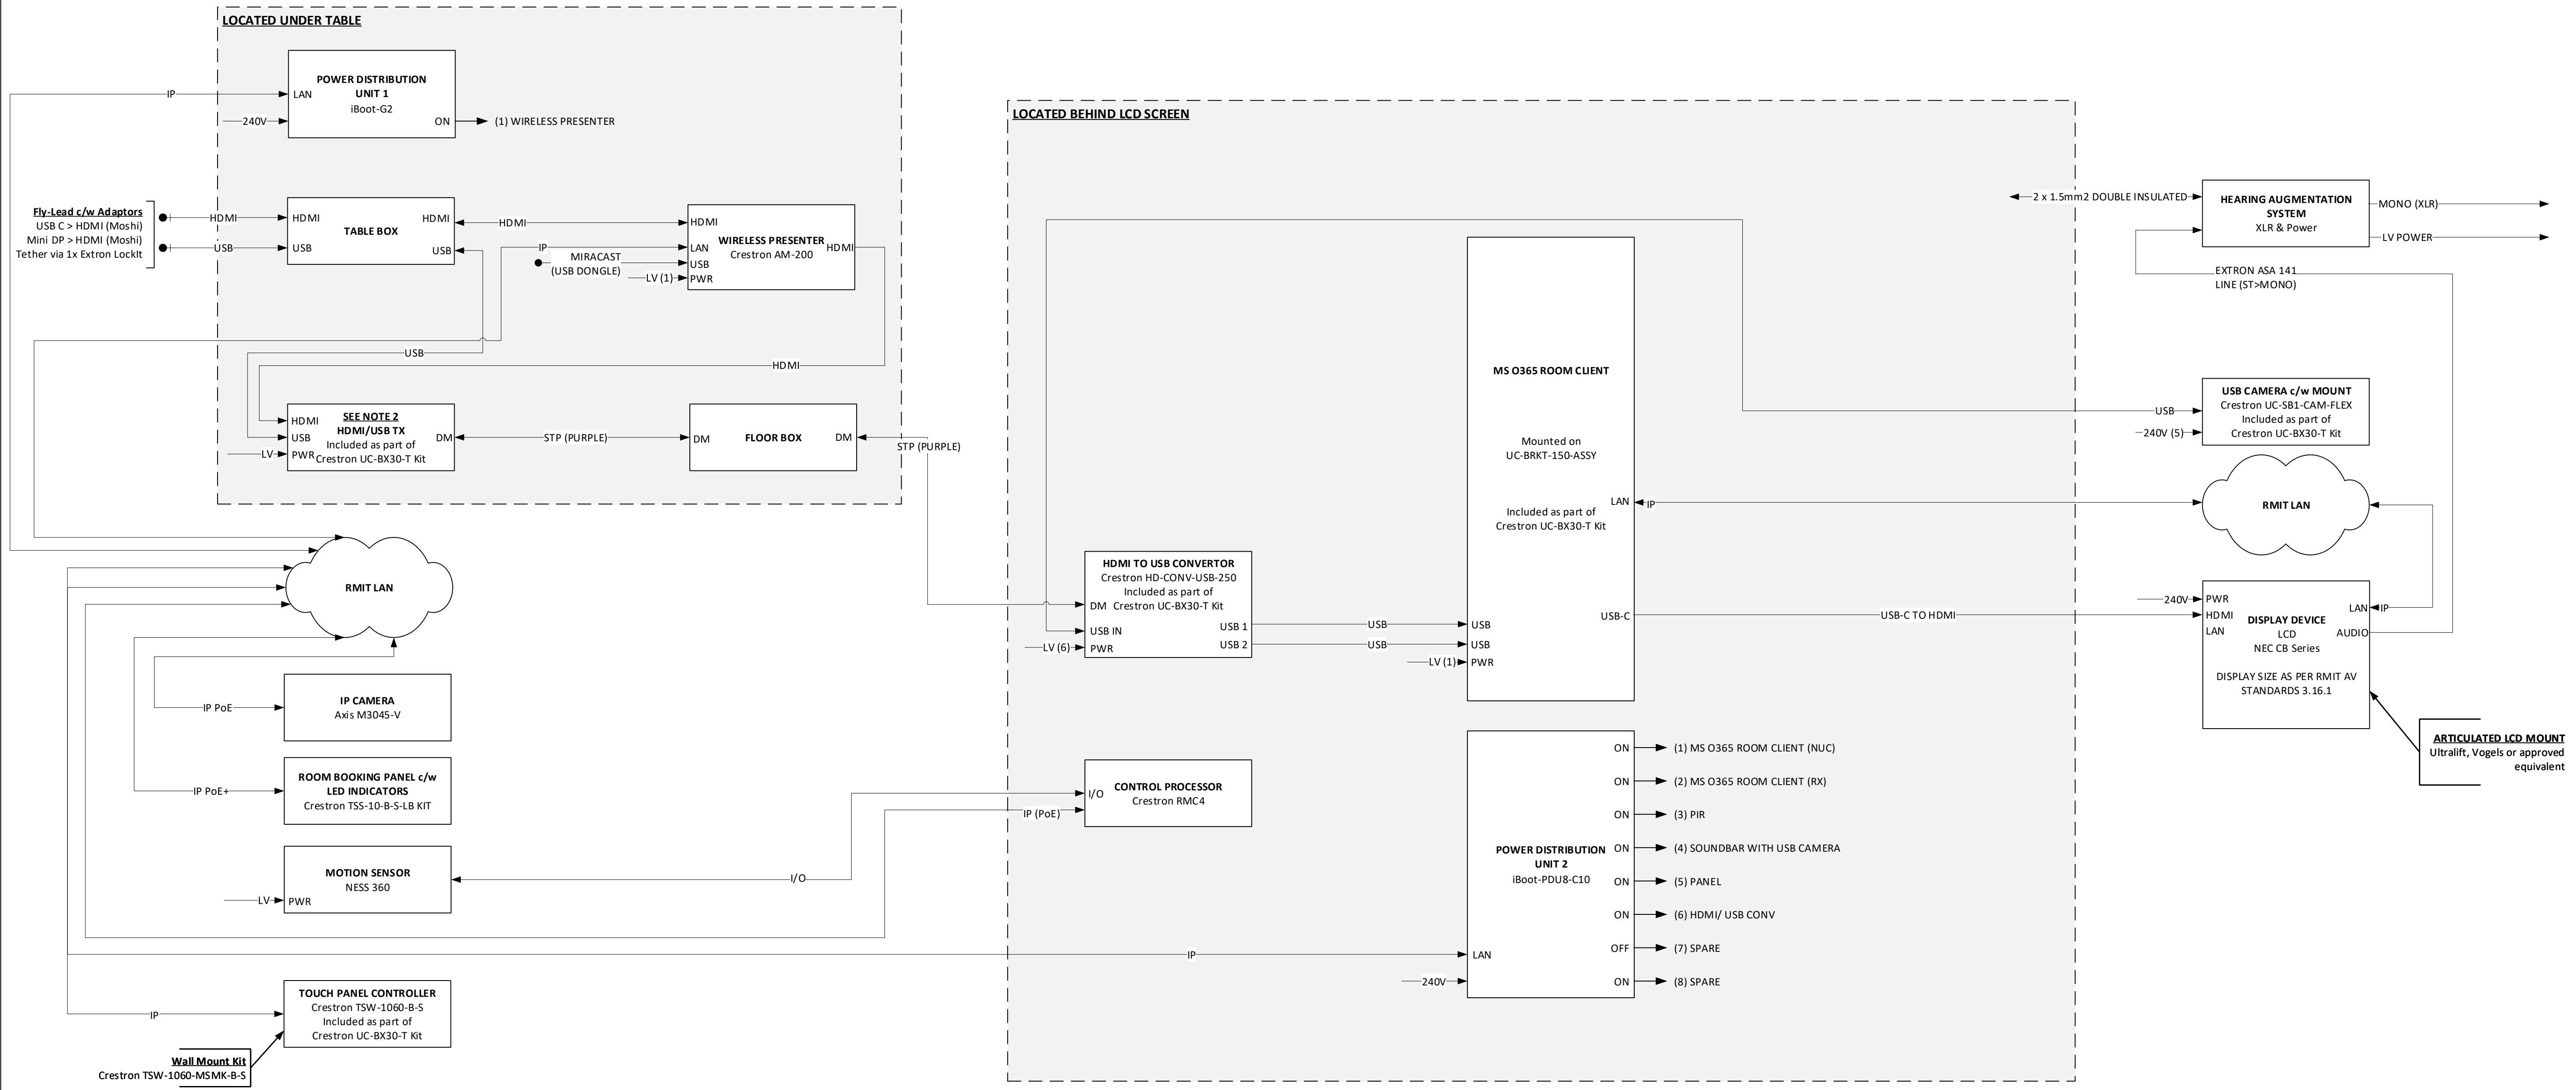 LOCATED UNDER TABLE
POWER DISTRIBUTION
UNIT 1
iBoot-G2
LAN
ON
IP
240V
(1) WIRELESS PRESENTER
Fly-Lead c/w Adaptors
USB C > HDMI (Moshi)
Mini DP > HDMI (Moshi)
Tether via 1x Extron LockIt
HDMI
USB
HDMI
USB
TABLE BOX
HDMI
USB
HDMI
IP
MIRACAST
(USB DONGLE)
LV (1)
HDMI
LAN
USB
PWR
WIRELESS PRESENTER
Crestron AM-200
HDMI
USB
HDMI
HDMI
USB
PWR
LV
SEE NOTE 2
HDMI/USB TX
Included as part of
Crestron UC-BX30-T Kit
DM
STP (PURPLE)
DM
FLOOR BOX
DM
STP (PURPLE)
RMIT LAN
IP PoE
IP CAMERA
Axis M3045-V
IP PoE+
ROOM BOOKING PANEL c/w
LED INDICATORS
Crestron TSS-10-B-S-LB KIT
MOTION SENSOR
NESS 360
LV
PWR
I/O
IP
TOUCH PANEL CONTROLLER
Crestron TSW-1060-B-S
Included as part of
Crestron UC-BX30-T Kit
Wall Mount Kit
Crestron TSW-1060-MSMK-B-S
LOCATED BEHIND LCD SCREEN
HDMI TO USB CONVERTOR
Crestron HD-CONV-USB-250
Included as part of
Crestron UC-BX30-T Kit
DM
USB IN
PWR
LV (6)
USB 1
USB 2
USB
USB
MS O365 ROOM CLIENT
Mounted on
UC-BRKT-150-ASSY
Included as part of
Crestron UC-BX30-T Kit
LAN
IP
USB-C
USB-C TO HDMI
USB
USB
PWR
LV (1)
CONTROL PROCESSOR
Crestron RMC4
I/O
IP (PoE)
POWER DISTRIBUTION
UNIT 2
iBoot-PDU8-C10
LAN
IP
240V
ON
(1) MS O365 ROOM CLIENT (NUC)
ON
(2) MS O365 ROOM CLIENT (RX)
ON
(3) PIR
ON
(4) SOUNDBAR WITH USB CAMERA
ON
(5) PANEL
ON
(6) HDMI/ USB CONV
OFF
(7) SPARE
ON
(8) SPARE
2 x 1.5mm2 DOUBLE INSULATED
HEARING AUGMENTATION
SYSTEM
XLR & Power
MONO (XLR)
LV POWER
EXTRON ASA 141
LINE (ST>MONO)
USB
240V (5)
USB CAMERA c/w MOUNT
Crestron UC-SB1-CAM-FLEX
Included as part of
Crestron UC-BX30-T Kit
RMIT LAN
240V
PWR
HDMI
LAN
DISPLAY DEVICE
LCD
NEC CB Series
DISPLAY SIZE AS PER RMIT AV
STANDARDS 3.16.1
LAN
IP
AUDIO
ARTICULATED LCD MOUNT
Ultralift, Vogels or approved
equivalent